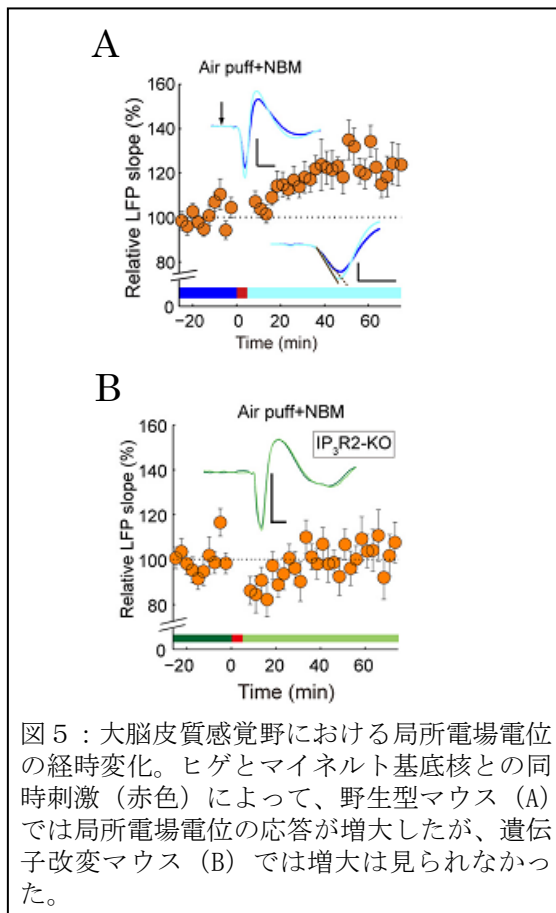 A
Air puff+NBM
Relative LFP slope (%)
160
140
120
100
80
0
-20 0 20 40 60
Time (min)
B
Air puff+NBM
IP3R2-KO
Relative LFP slope (%)
160
140
120
100
80
0
-20 0 20 40 60
Time (min)
図５：大脳皮質感覚野における局所電場電位
の経時変化。ヒゲとマイネルト基底核との同
時刺激（赤色）によって、野生型マウス（A）
では局所電場電位の応答が増大したが、遺伝
子改変マウス（B）では増大は見られなかっ
た。